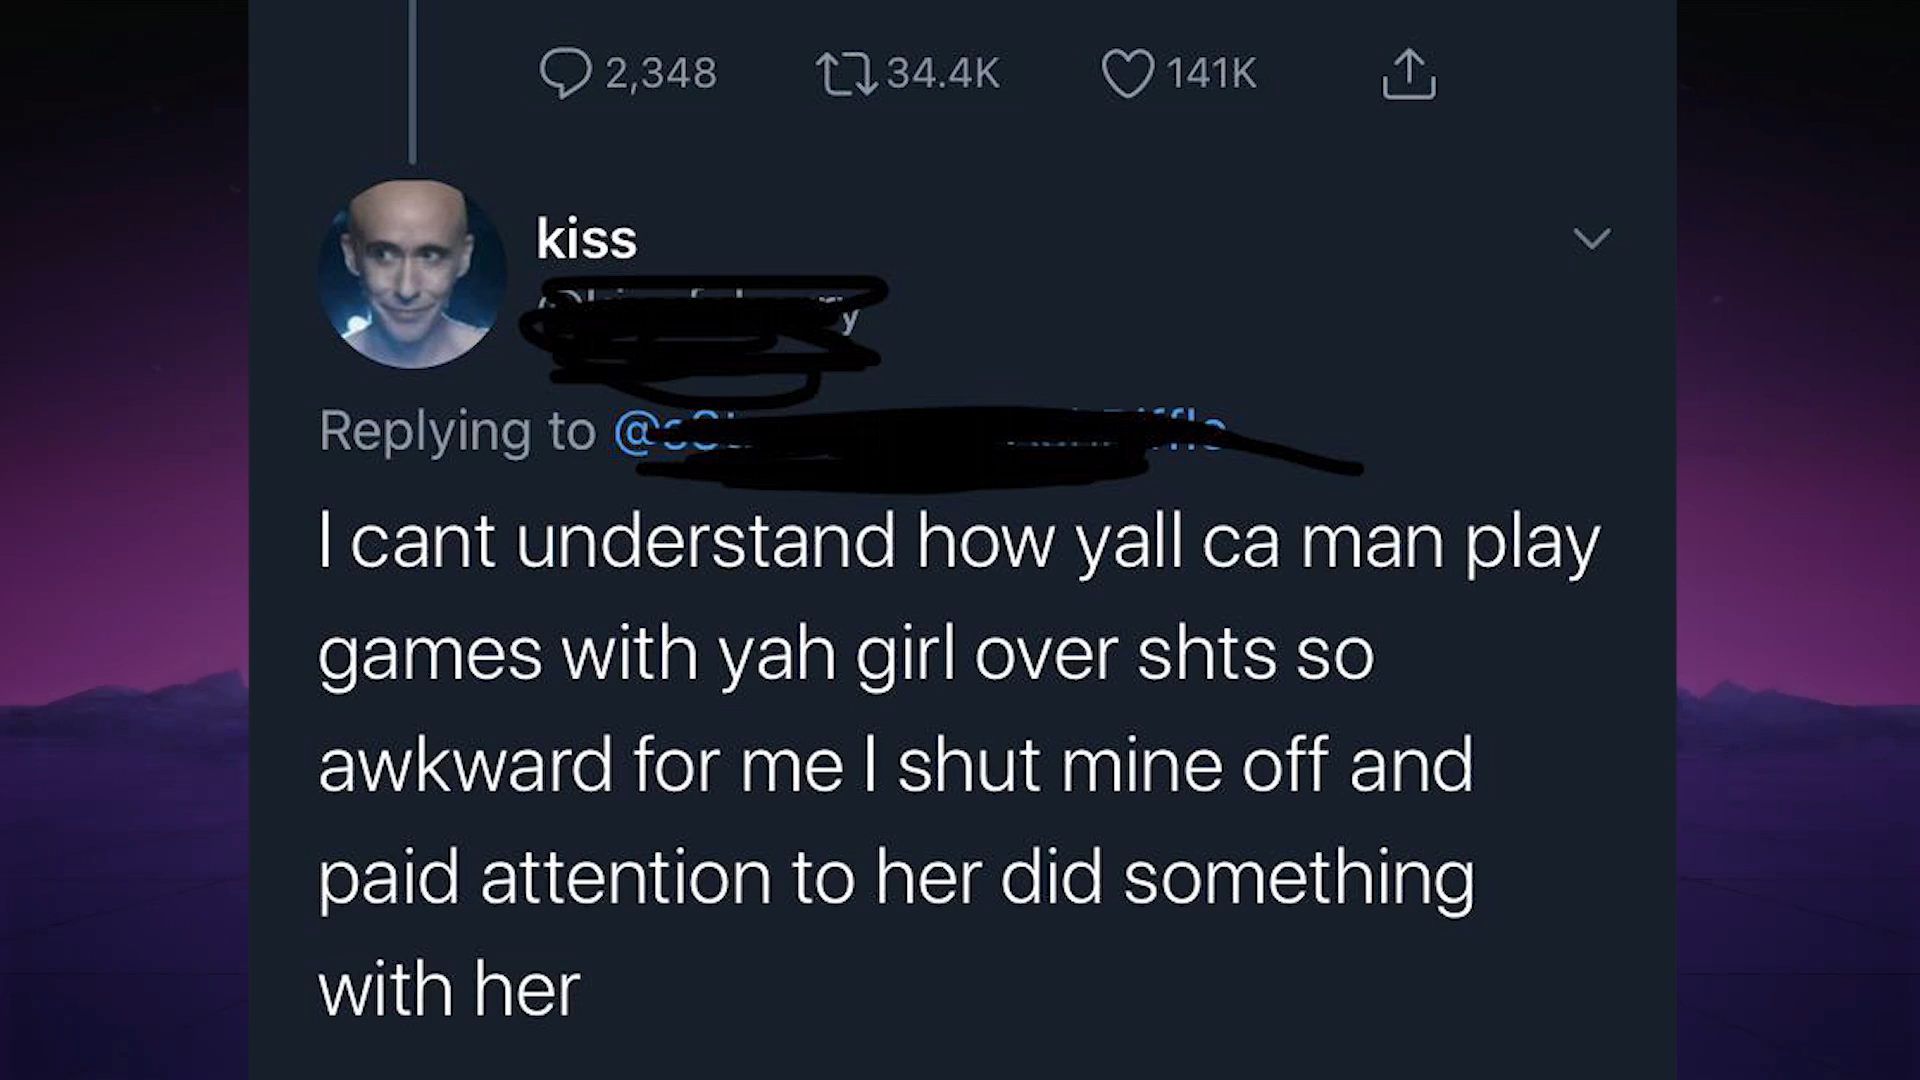 2,348 34.4K 141K
kiss
Replying to
I cant understand how yall ca man play
games with yah girl over shts so
awkward for me I shut mine off and
paid attention to her did something
with her